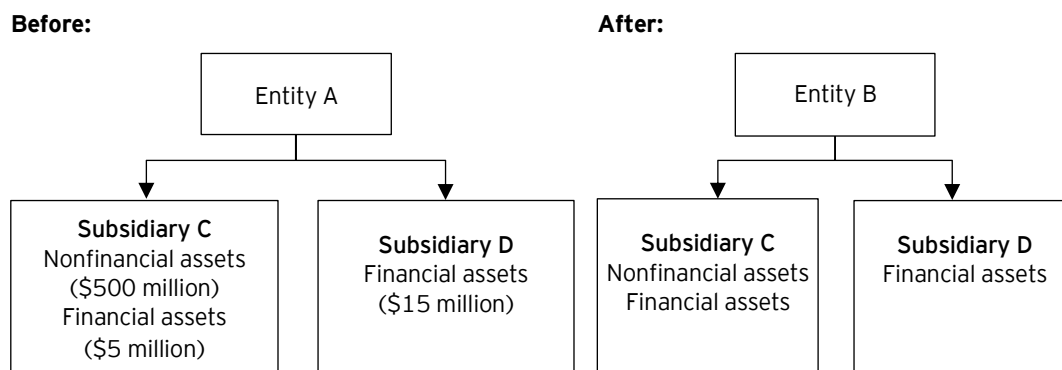 Before:
After:
Entity A
Entity B
Subsidiary C
Nonfinancial assets
($500 million)
Financial assets
($5 million)
Subsidiary D
Financial assets
($15 million)
Subsidiary C
Nonfinancial assets
Financial assets
Subsidiary D
Financial assets